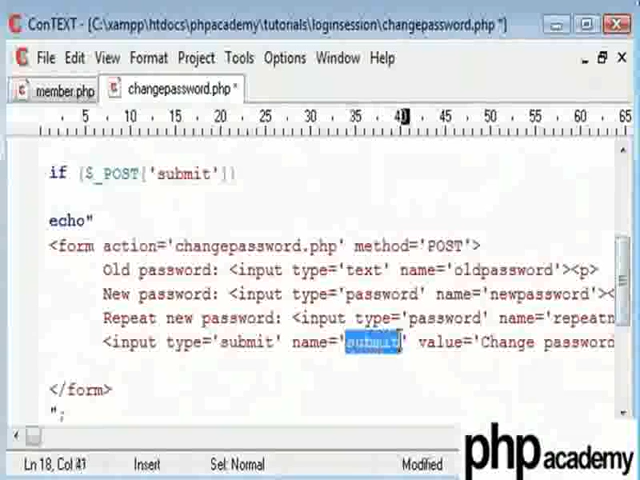 ConTEXT - [C:\xampp\htdocs\phpacademy\tutorials\loginsession\changepassword.php *]
File Edit View Format Project Tools Options Window Help
member.php changepassword.php *
5 10 15 20 25 30 35 40 45 50 55 60 65
if ($_POST['submit'])
echo"
<form action='changepassword.php' method='POST'>
Old password: <input type='text' name='oldpassword'><p>
New password: <input type='password' name='newpassword'><
Repeat new password: <input type='password' name='repeatn
<input type='submit' name='submit' value='Change password
</form>
";
Ln 18, Col 41 Insert Sel: Normal Modified
php academy